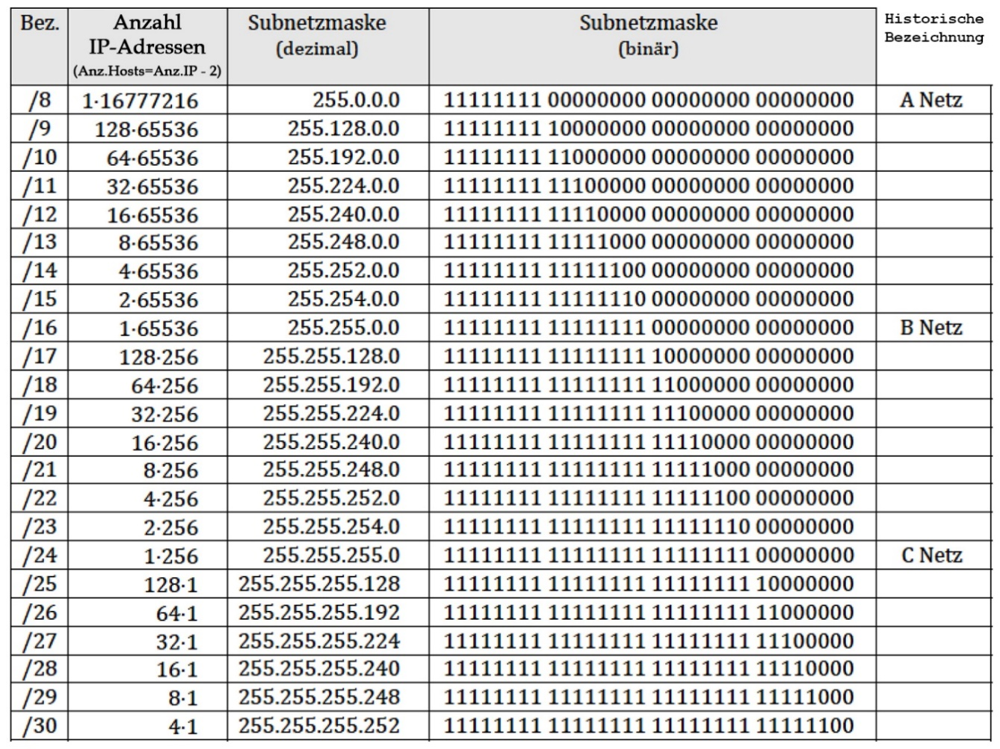 Bez. Anzahl IP-Adressen (Anz.Hosts=Anz.IP - 2) Subnetzmaske (dezimal) Subnetzmaske (binär) Historische Bezeichnung
/8 1·16777216 255.0.0.0 11111111 00000000 00000000 00000000 A Netz
/9 128·65536 255.128.0.0 11111111 10000000 00000000 00000000
/10 64·65536 255.192.0.0 11111111 11000000 00000000 00000000
/11 32·65536 255.224.0.0 11111111 11100000 00000000 00000000
/12 16·65536 255.240.0.0 11111111 11110000 00000000 00000000
/13 8·65536 255.248.0.0 11111111 11111000 00000000 00000000
/14 4·65536 255.252.0.0 11111111 11111100 00000000 00000000
/15 2·65536 255.254.0.0 11111111 11111110 00000000 00000000
/16 1·65536 255.255.0.0 11111111 11111111 00000000 00000000 B Netz
/17 128·256 255.255.128.0 11111111 11111111 10000000 00000000
/18 64·256 255.255.192.0 11111111 11111111 11000000 00000000
/19 32·256 255.255.224.0 11111111 11111111 11100000 00000000
/20 16·256 255.255.240.0 11111111 11111111 11110000 00000000
/21 8·256 255.255.248.0 11111111 11111111 11111000 00000000
/22 4·256 255.255.252.0 11111111 11111111 11111100 00000000
/23 2·256 255.255.254.0 11111111 11111111 11111110 00000000
/24 1·256 255.255.255.0 11111111 11111111 11111111 00000000 C Netz
/25 128·1 255.255.255.128 11111111 11111111 11111111 10000000
/26 64·1 255.255.255.192 11111111 11111111 11111111 11000000
/27 32·1 255.255.255.224 11111111 11111111 11111111 11100000
/28 16·1 255.255.255.240 11111111 11111111 11111111 11110000
/29 8·1 255.255.255.248 11111111 11111111 11111111 11111000
/30 4·1 255.255.255.252 11111111 11111111 11111111 11111100